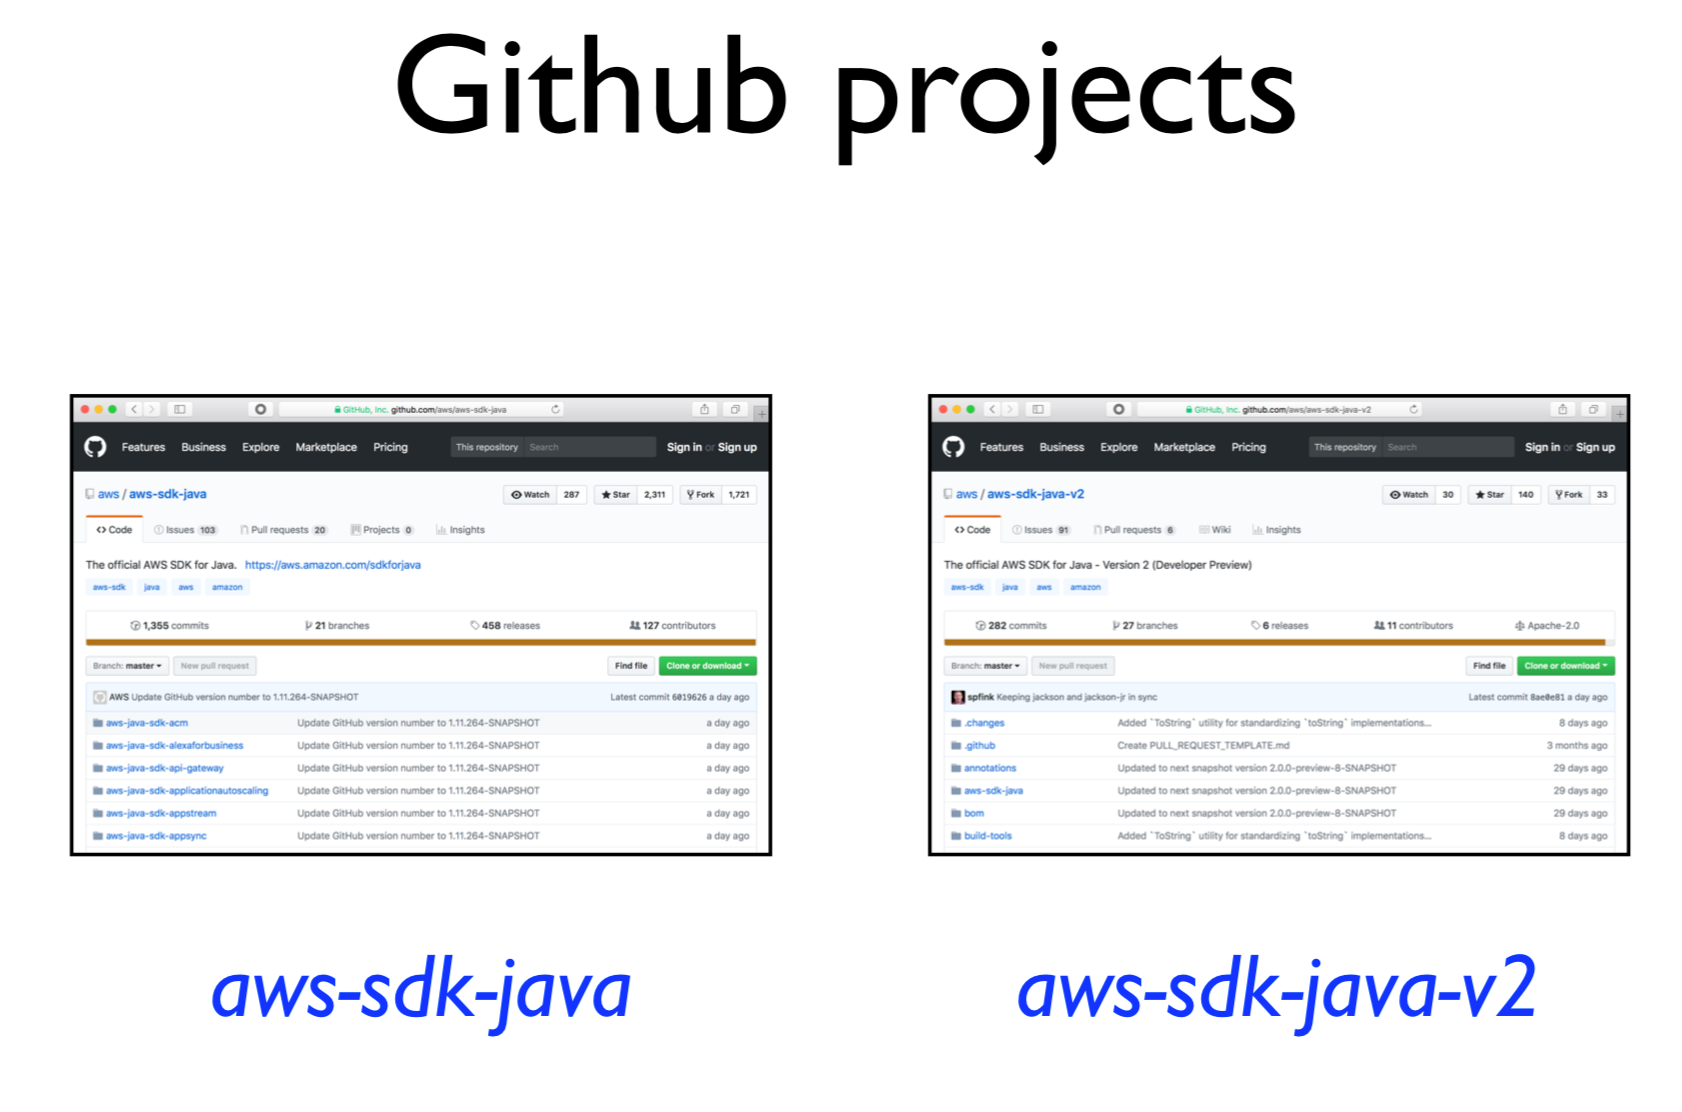 Github projects
GitHub, Inc. github.com/aws/aws-sdk-java
Features Business Explore Marketplace Pricing This repository Search Sign in or Sign up
aws / aws-sdk-java Watch 287 Star 2,311 Fork 1,721
Code Issues 103 Pull requests 20 Projects 0 Insights
The official AWS SDK for Java. https://aws.amazon.com/sdkforjava
aws-sdk java aws amazon
1,355 commits 21 branches 458 releases 127 contributors
Branch: master New pull request Find file Clone or download
AWS Update GitHub version number to 1.11.264-SNAPSHOT Latest commit 6019626 a day ago
aws-java-sdk-acm Update GitHub version number to 1.11.264-SNAPSHOT a day ago
aws-java-sdk-alexaforbusiness Update GitHub version number to 1.11.264-SNAPSHOT a day ago
aws-java-sdk-api-gateway Update GitHub version number to 1.11.264-SNAPSHOT a day ago
aws-java-sdk-applicationautoscaling Update GitHub version number to 1.11.264-SNAPSHOT a day ago
aws-java-sdk-appstream Update GitHub version number to 1.11.264-SNAPSHOT a day ago
aws-java-sdk-appsync Update GitHub version number to 1.11.264-SNAPSHOT a day ago
aws-sdk-java
GitHub, Inc. github.com/aws/aws-sdk-java-v2
Features Business Explore Marketplace Pricing This repository Search Sign in or Sign up
aws / aws-sdk-java-v2 Watch 30 Star 140 Fork 33
Code Issues 91 Pull requests 6 Wiki Insights
The official AWS SDK for Java - Version 2 (Developer Preview)
aws-sdk java aws amazon
282 commits 27 branches 6 releases 11 contributors Apache-2.0
Branch: master New pull request Find file Clone or download
spfink Keeping jackson and jackson-jr in sync Latest commit 8ae0e81 a day ago
.changes Added `ToString` utility for standardizing `toString` implementations... 8 days ago
.github Create PULL_REQUEST_TEMPLATE.md 3 months ago
annotations Updated to next snapshot version 2.0.0-preview-8-SNAPSHOT 29 days ago
aws-sdk-java Updated to next snapshot version 2.0.0-preview-8-SNAPSHOT 29 days ago
bom Updated to next snapshot version 2.0.0-preview-8-SNAPSHOT 29 days ago
build-tools Added `ToString` utility for standardizing `toString` implementations... 8 days ago
aws-sdk-java-v2